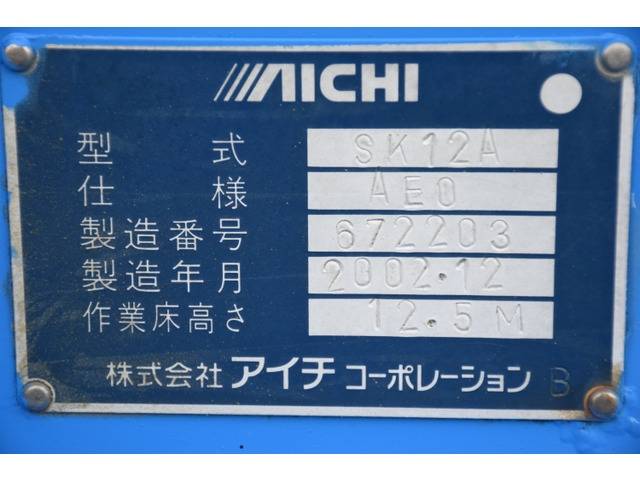 AICHI
型式 SK12A
仕様 AE0
製造番号 672203
製造年月 2002.12
作業床高さ 12.5M
株式会社 アイチ コーポレーション B